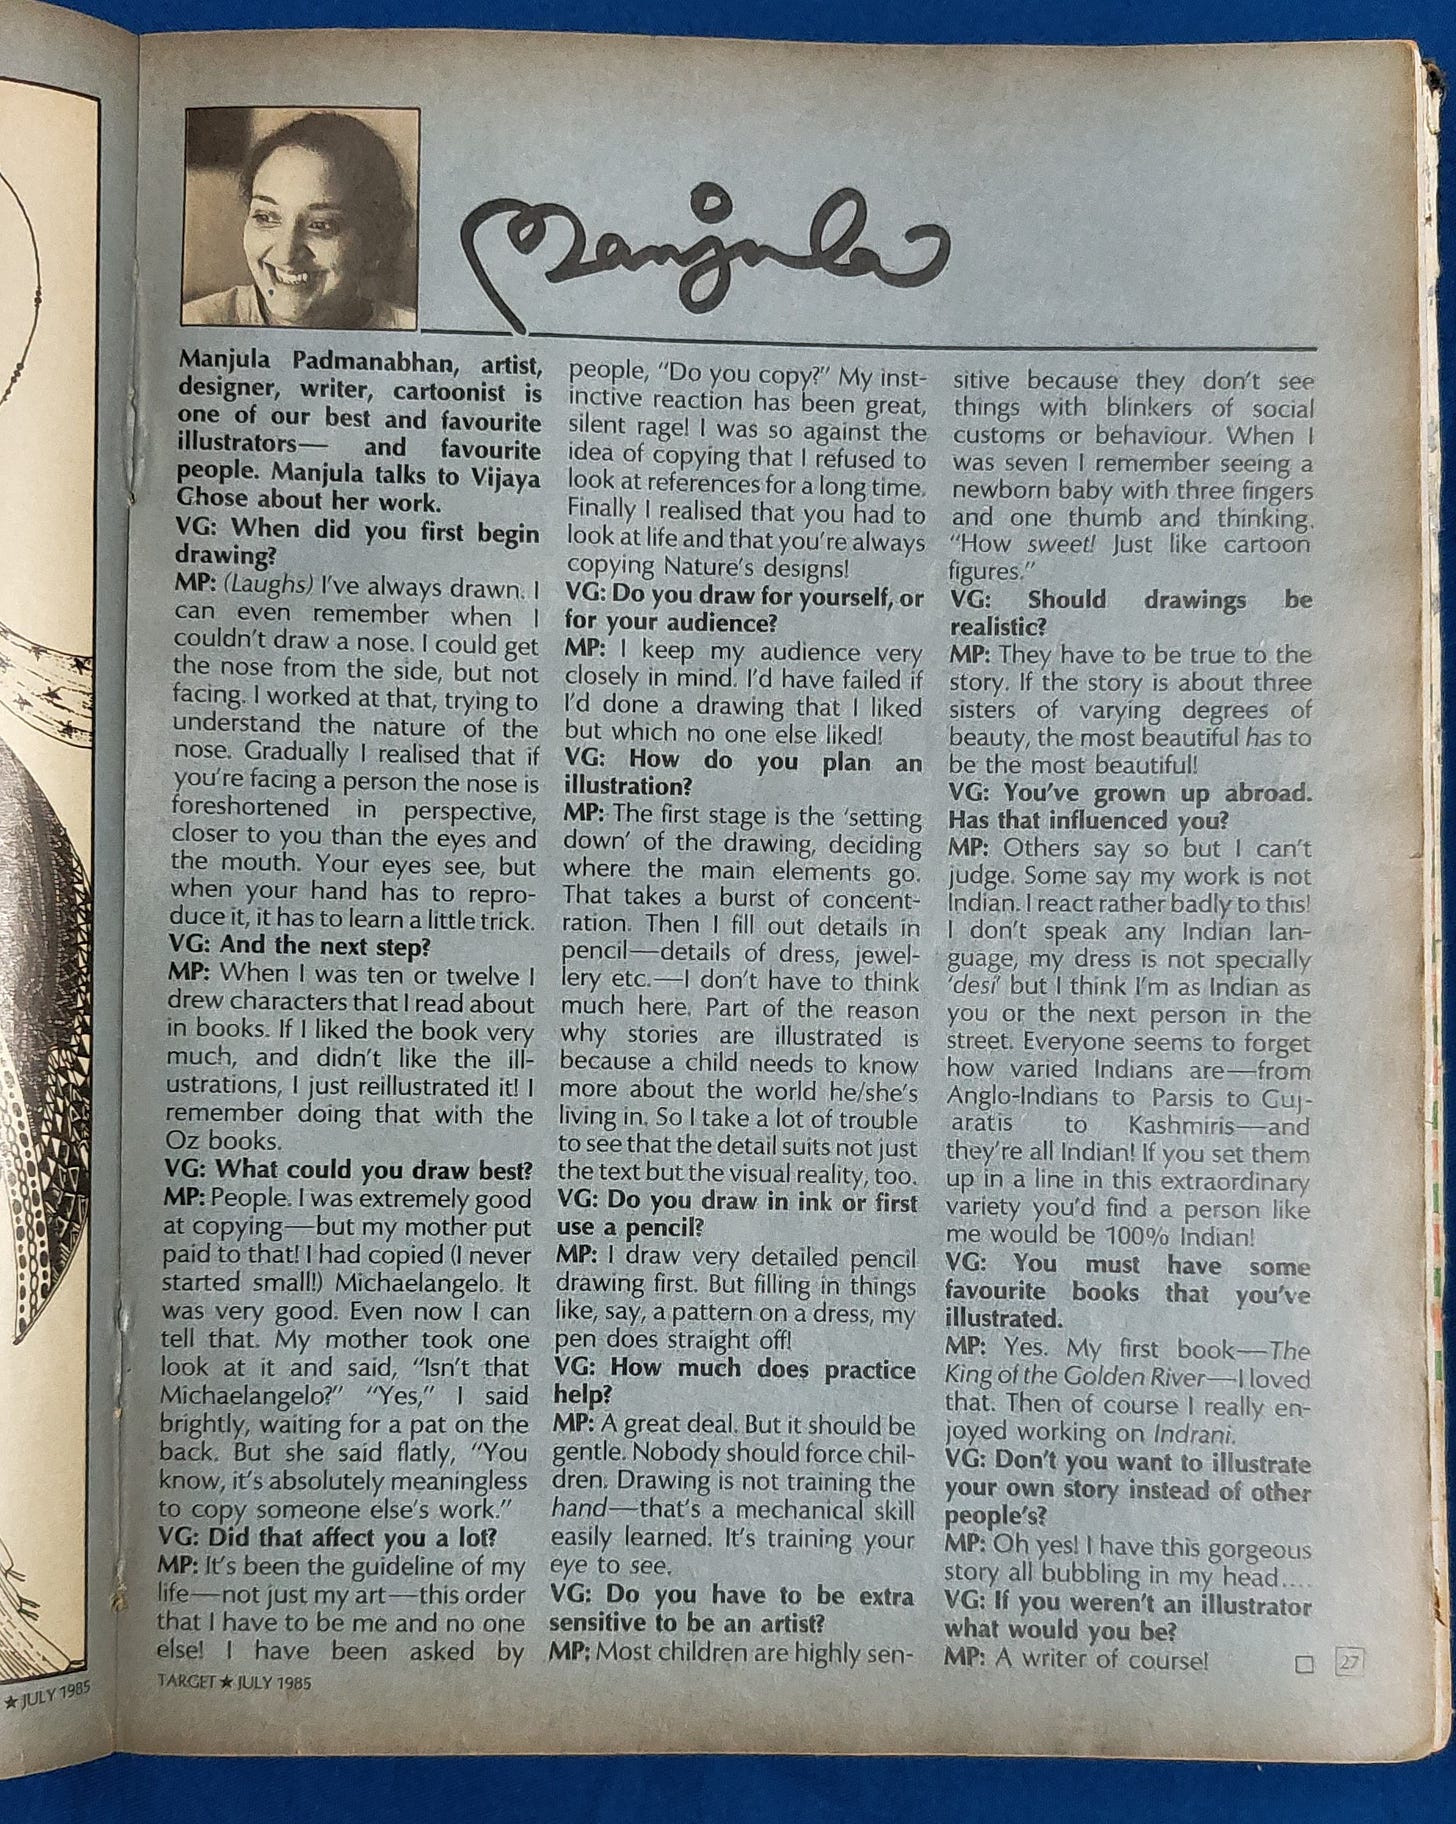 Manjula
Manjula Padmanabhan, artist,
designer, writer, cartoonist is
one of our best and favourite
illustrators— and favourite
people. Manjula talks to Vijaya
Ghose about her work.
VG: When did you first begin
drawing?
MP: (Laughs) I've always drawn. I
can even remember when I
couldn't draw a nose. I could get
the nose from the side, but not
facing. I worked at that, trying to
understand the nature of the
nose. Gradually I realised that if
you're facing a person the nose is
foreshortened in perspective,
closer to you than the eyes and
the mouth. Your eyes see, but
when your hand has to repro-
duce it, it has to learn a little trick.
VG: And the next step?
MP: When I was ten or twelve I
drew characters that I read about
in books. If I liked the book very
much, and didn't like the ill-
ustrations, I just reillustrated it! I
remember doing that with the
Oz books.
VG: What could you draw best?
MP: People. I was extremely good
at copying—but my mother put
paid to that! I had copied (I never
started small!) Michaelangelo. It
was very good. Even now I can
tell that. My mother took one
look at it and said, "Isn't that
Michaelangelo?" "Yes," I said
brightly, waiting for a pat on the
back. But she said flatly, "You
know, it's absolutely meaningless
to copy someone else's work."
VG: Did that affect you a lot?
MP: It's been the guideline of my
life—not just my art—this order
that I have to be me and no one
else! I have been asked by
people, "Do you copy?" My inst-
inctive reaction has been great,
silent rage! I was so against the
idea of copying that I refused to
look at references for a long time.
Finally I realised that you had to
look at life and that you're always
copying Nature's designs!
VG: Do you draw for yourself, or
for your audience?
MP: I keep my audience very
closely in mind. I'd have failed if
I'd done a drawing that I liked
but which no one else liked!
VG: How do you plan an
illustration?
MP: The first stage is the 'setting
down' of the drawing, deciding
where the main elements go.
That takes a burst of concent-
ration. Then I fill out details in
pencil—details of dress, jewel-
lery etc.—I don't have to think
much here. Part of the reason
why stories are illustrated is
because a child needs to know
more about the world he/she's
living in. So I take a lot of trouble
to see that the detail suits not just
the text but the visual reality, too.
VG: Do you draw in ink or first
use a pencil?
MP: I draw very detailed pencil
drawing first. But filling in things
like, say, a pattern on a dress, my
pen does straight off!
VG: How much does practice
help?
MP: A great deal. But it should be
gentle. Nobody should force chil-
dren. Drawing is not training the
hand—that's a mechanical skill
easily learned. It's training your
eye to see.
VG: Do you have to be extra
sensitive to be an artist?
MP: Most children are highly sen-
sitive because they don't see
things with blinkers of social
customs or behaviour. When I
was seven I remember seeing a
newborn baby with three fingers
and one thumb and thinking,
"How sweet! Just like cartoon
figures."
VG: Should drawings be
realistic?
MP: They have to be true to the
story. If the story is about three
sisters of varying degrees of
beauty, the most beautiful has to
be the most beautiful!
VG: You've grown up abroad.
Has that influenced you?
MP: Others say so but I can't
judge. Some say my work is not
Indian. I react rather badly to this!
I don't speak any Indian lan-
guage, my dress is not specially
'desi' but I think I'm as Indian as
you or the next person in the
street. Everyone seems to forget
how varied Indians are—from
Anglo-Indians to Parsis to Guj-
aratis to Kashmiris—and
they're all Indian! If you set them
up in a line in this extraordinary
variety you'd find a person like
me would be 100% Indian!
VG: You must have some
favourite books that you've
illustrated.
MP: Yes. My first book—The
King of the Golden River—I loved
that. Then of course I really en-
joyed working on Indrani.
VG: Don't you want to illustrate
your own story instead of other
people's?
MP: Oh yes! I have this gorgeous
story all bubbling in my head....
VG: If you weren't an illustrator
what would you be?
MP: A writer of course!
27
★ JULY 1985
TARGET ★ JULY 1985